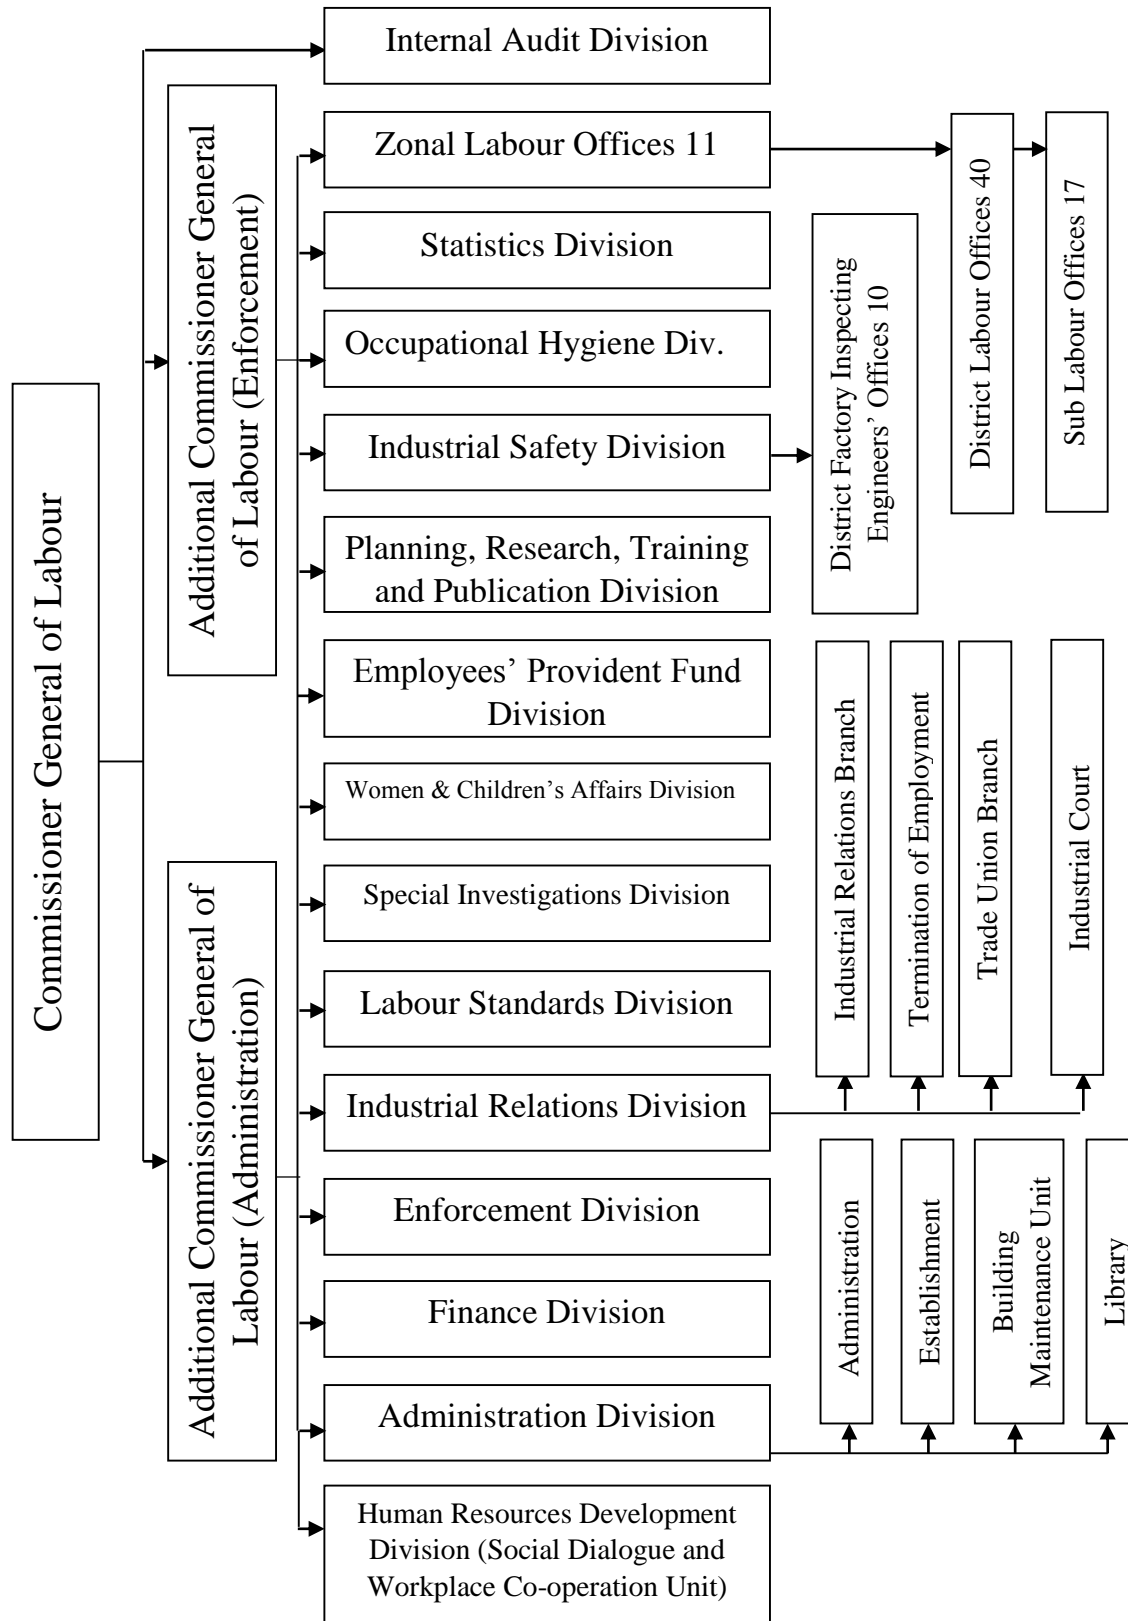 Commissioner General of Labour
Additional Commissioner General
of Labour (Enforcement)
Additional Commissioner General of
Labour (Administration)
Internal Audit Division
Zonal Labour Offices 11
Statistics Division
Occupational Hygiene Div.
Industrial Safety Division
Planning, Research, Training
and Publication Division
Employees’ Provident Fund
Division
Women & Children’s Affairs Division
Special Investigations Division
Labour Standards Division
Industrial Relations Division
Enforcement Division
Finance Division
Administration Division
Human Resources Development
Division (Social Dialogue and
Workplace Co-operation Unit)
District Factory Inspecting
Engineers’ Offices 10
District Labour Offices 40
Sub Labour Offices 17
Industrial Relations Branch
Termination of Employment
Trade Union Branch
Industrial Court
Administration
Establishment
Building
Maintenance Unit
Library